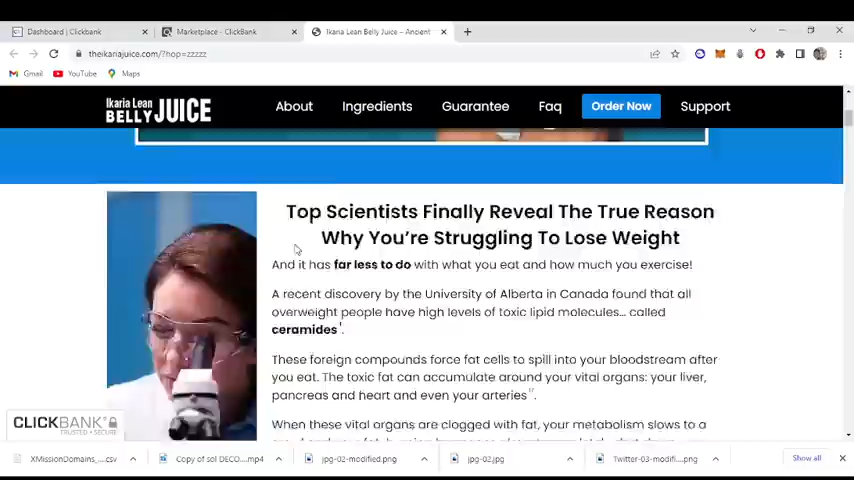 Dashboard | Clickbank
Marketplace - ClickBank
Ikaria Lean Belly Juice – Ancient
theikariajuice.com/?hop=zzzzz
Gmail
YouTube
Maps
Ikaria Lean
BELLY JUICE
About
Ingredients
Guarantee
Faq
Order Now
Support
Top Scientists Finally Reveal The True Reason
Why You're Struggling To Lose Weight
And it has far less to do with what you eat and how much you exercise!
A recent discovery by the University of Alberta in Canada found that all
overweight people have high levels of toxic lipid molecules... called
ceramides
These foreign compounds force fat cells to spill into your bloodstream after
you eat. The toxic fat can accumulate around your vital organs: your liver,
pancreas and heart and even your arteries
When these vital organs are clogged with fat, your metabolism slows to a
CLICKBANK
TRUSTED • SECURE
XMissionDomains_....csv
Copy of sol DECO....mp4
jpg-02-modified.png
jpg-02.jpg
Twitter-03-modifi....png
Show all